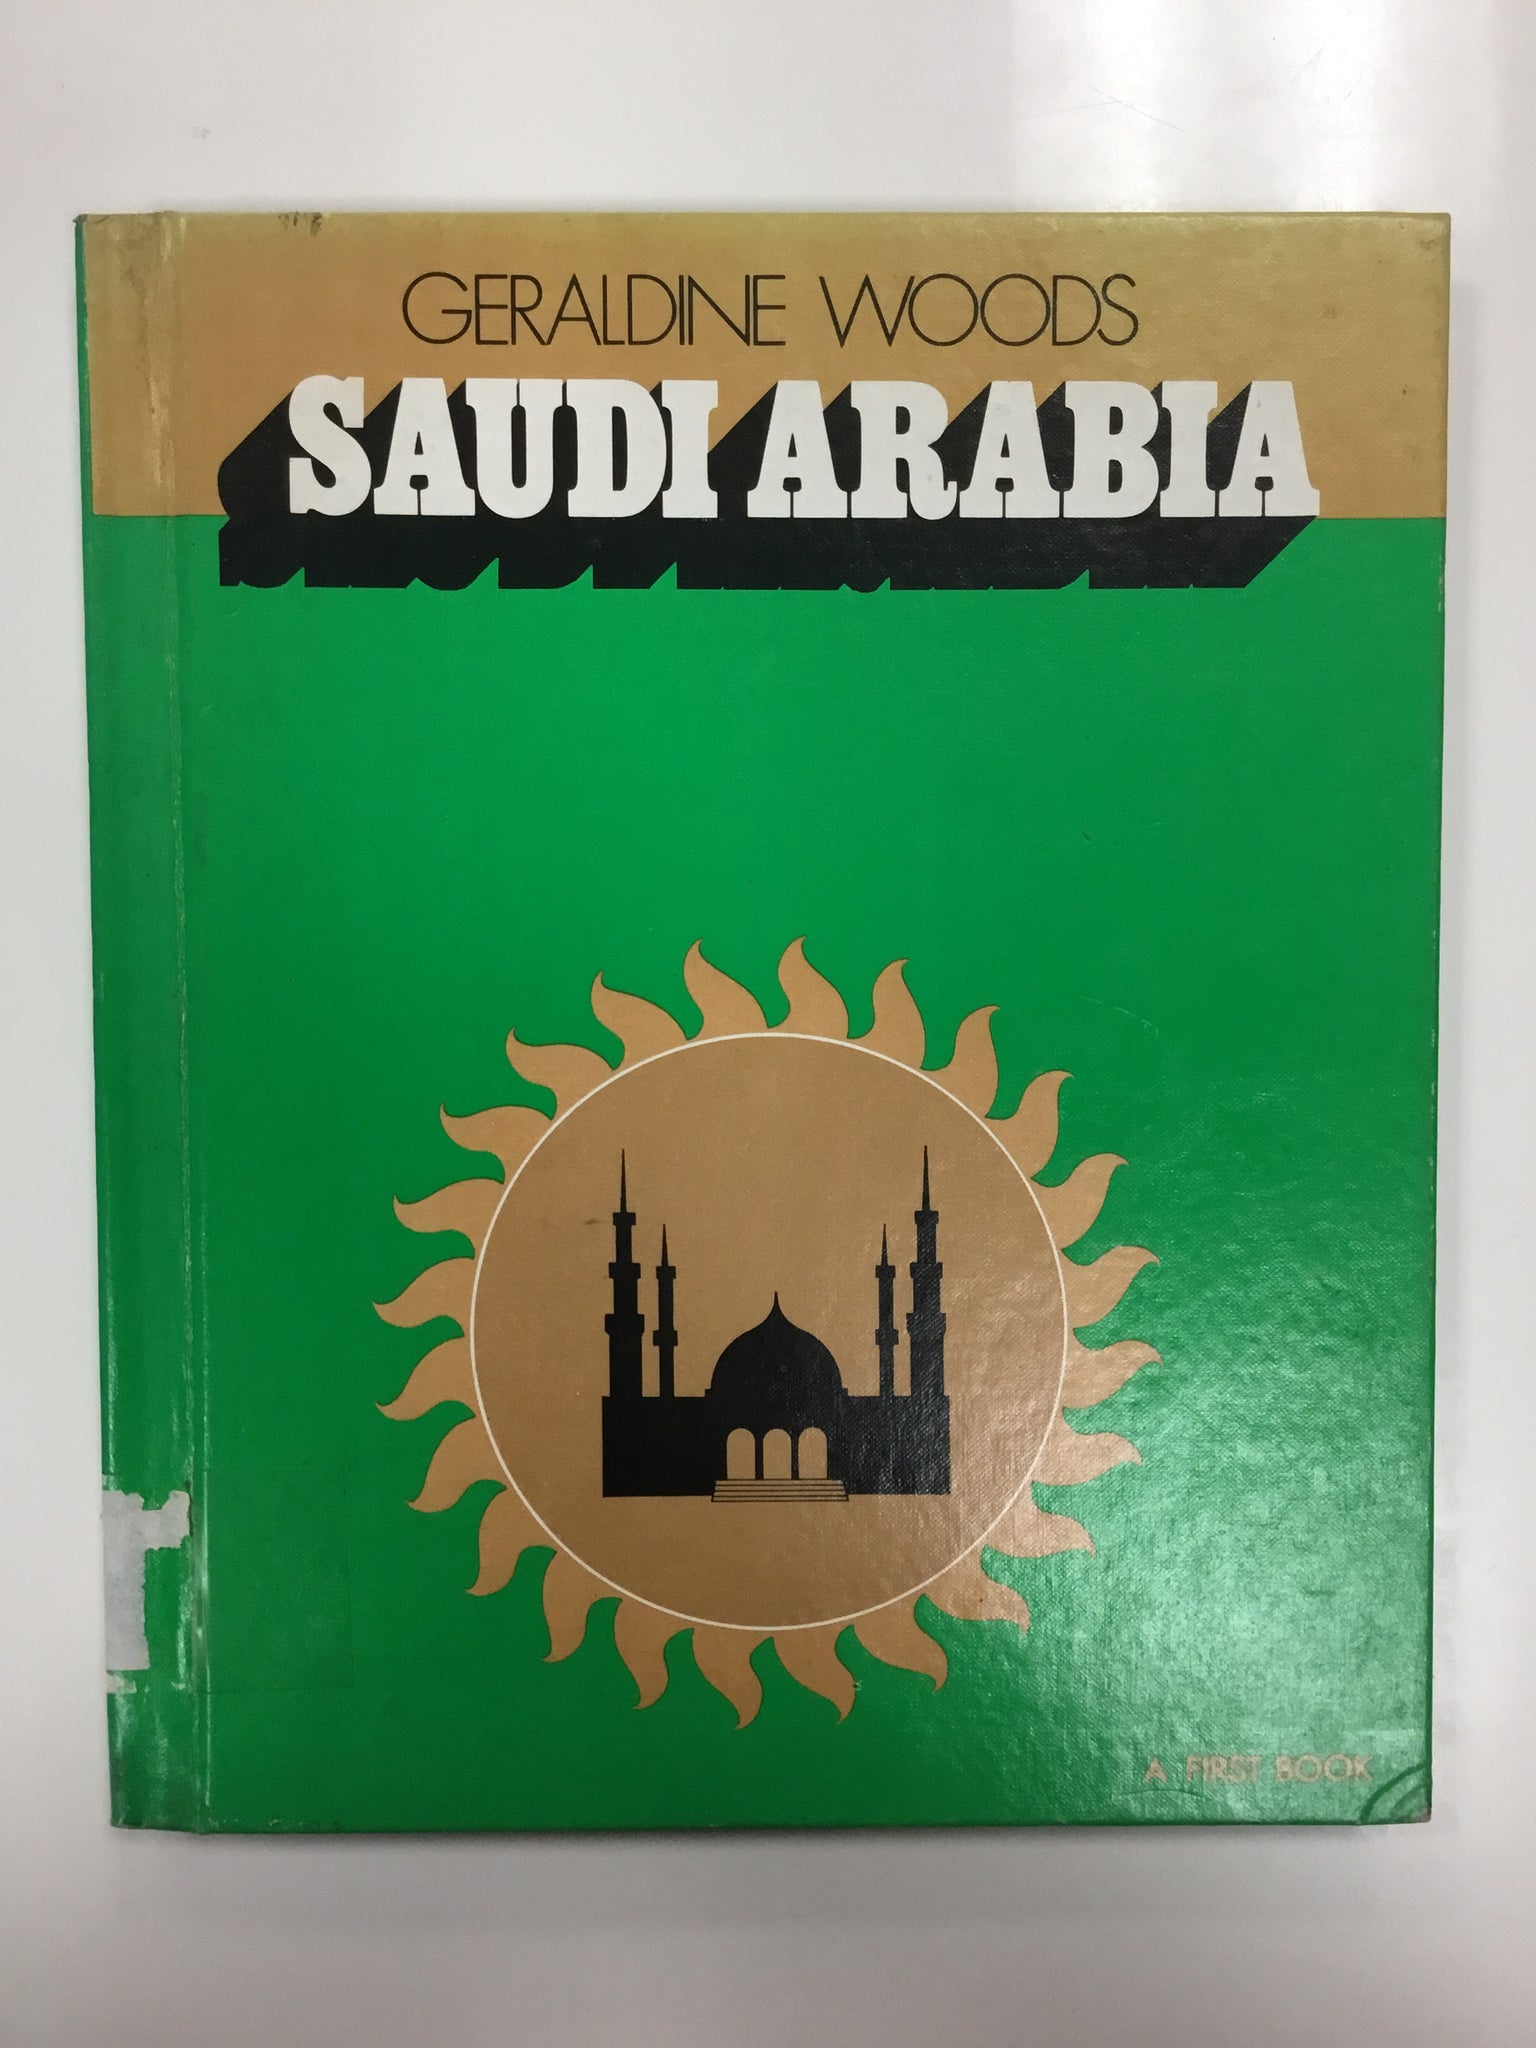 GERALDINE WOODS
SAUDI ARABIA
A FIRST BOOK